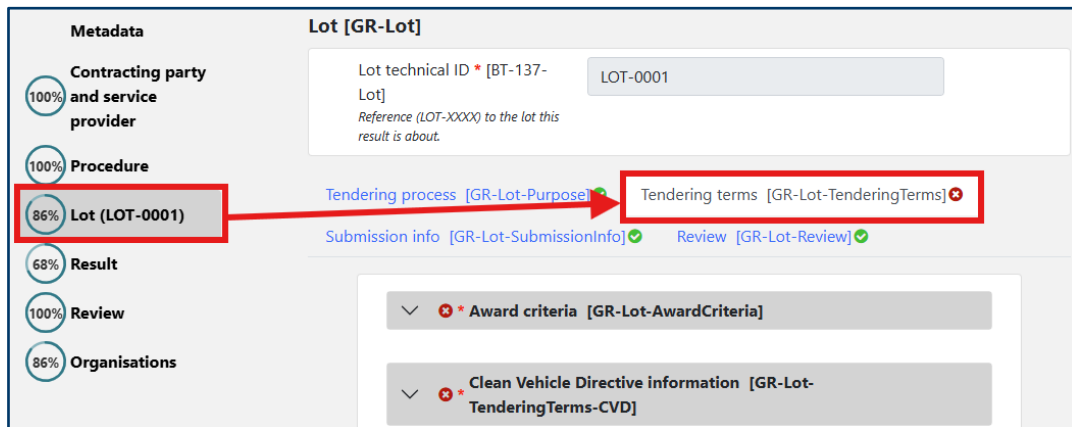 Metadata
100% Contracting party
and service
provider
100% Procedure
86% Lot (LOT-0001)
68% Result
100% Review
86% Organisations
Lot [GR-Lot]
Lot technical ID * [BT-137-
Lot]
LOT-0001
Reference (LOT-XXXX) to the lot this
result is about.
Tendering process [GR-Lot-Purpose] Tendering terms [GR-Lot-TenderingTerms]
Submission info [GR-Lot-SubmissionInfo] Review [GR-Lot-Review]
* Award criteria [GR-Lot-AwardCriteria]
* Clean Vehicle Directive information [GR-Lot-
TenderingTerms-CVD]